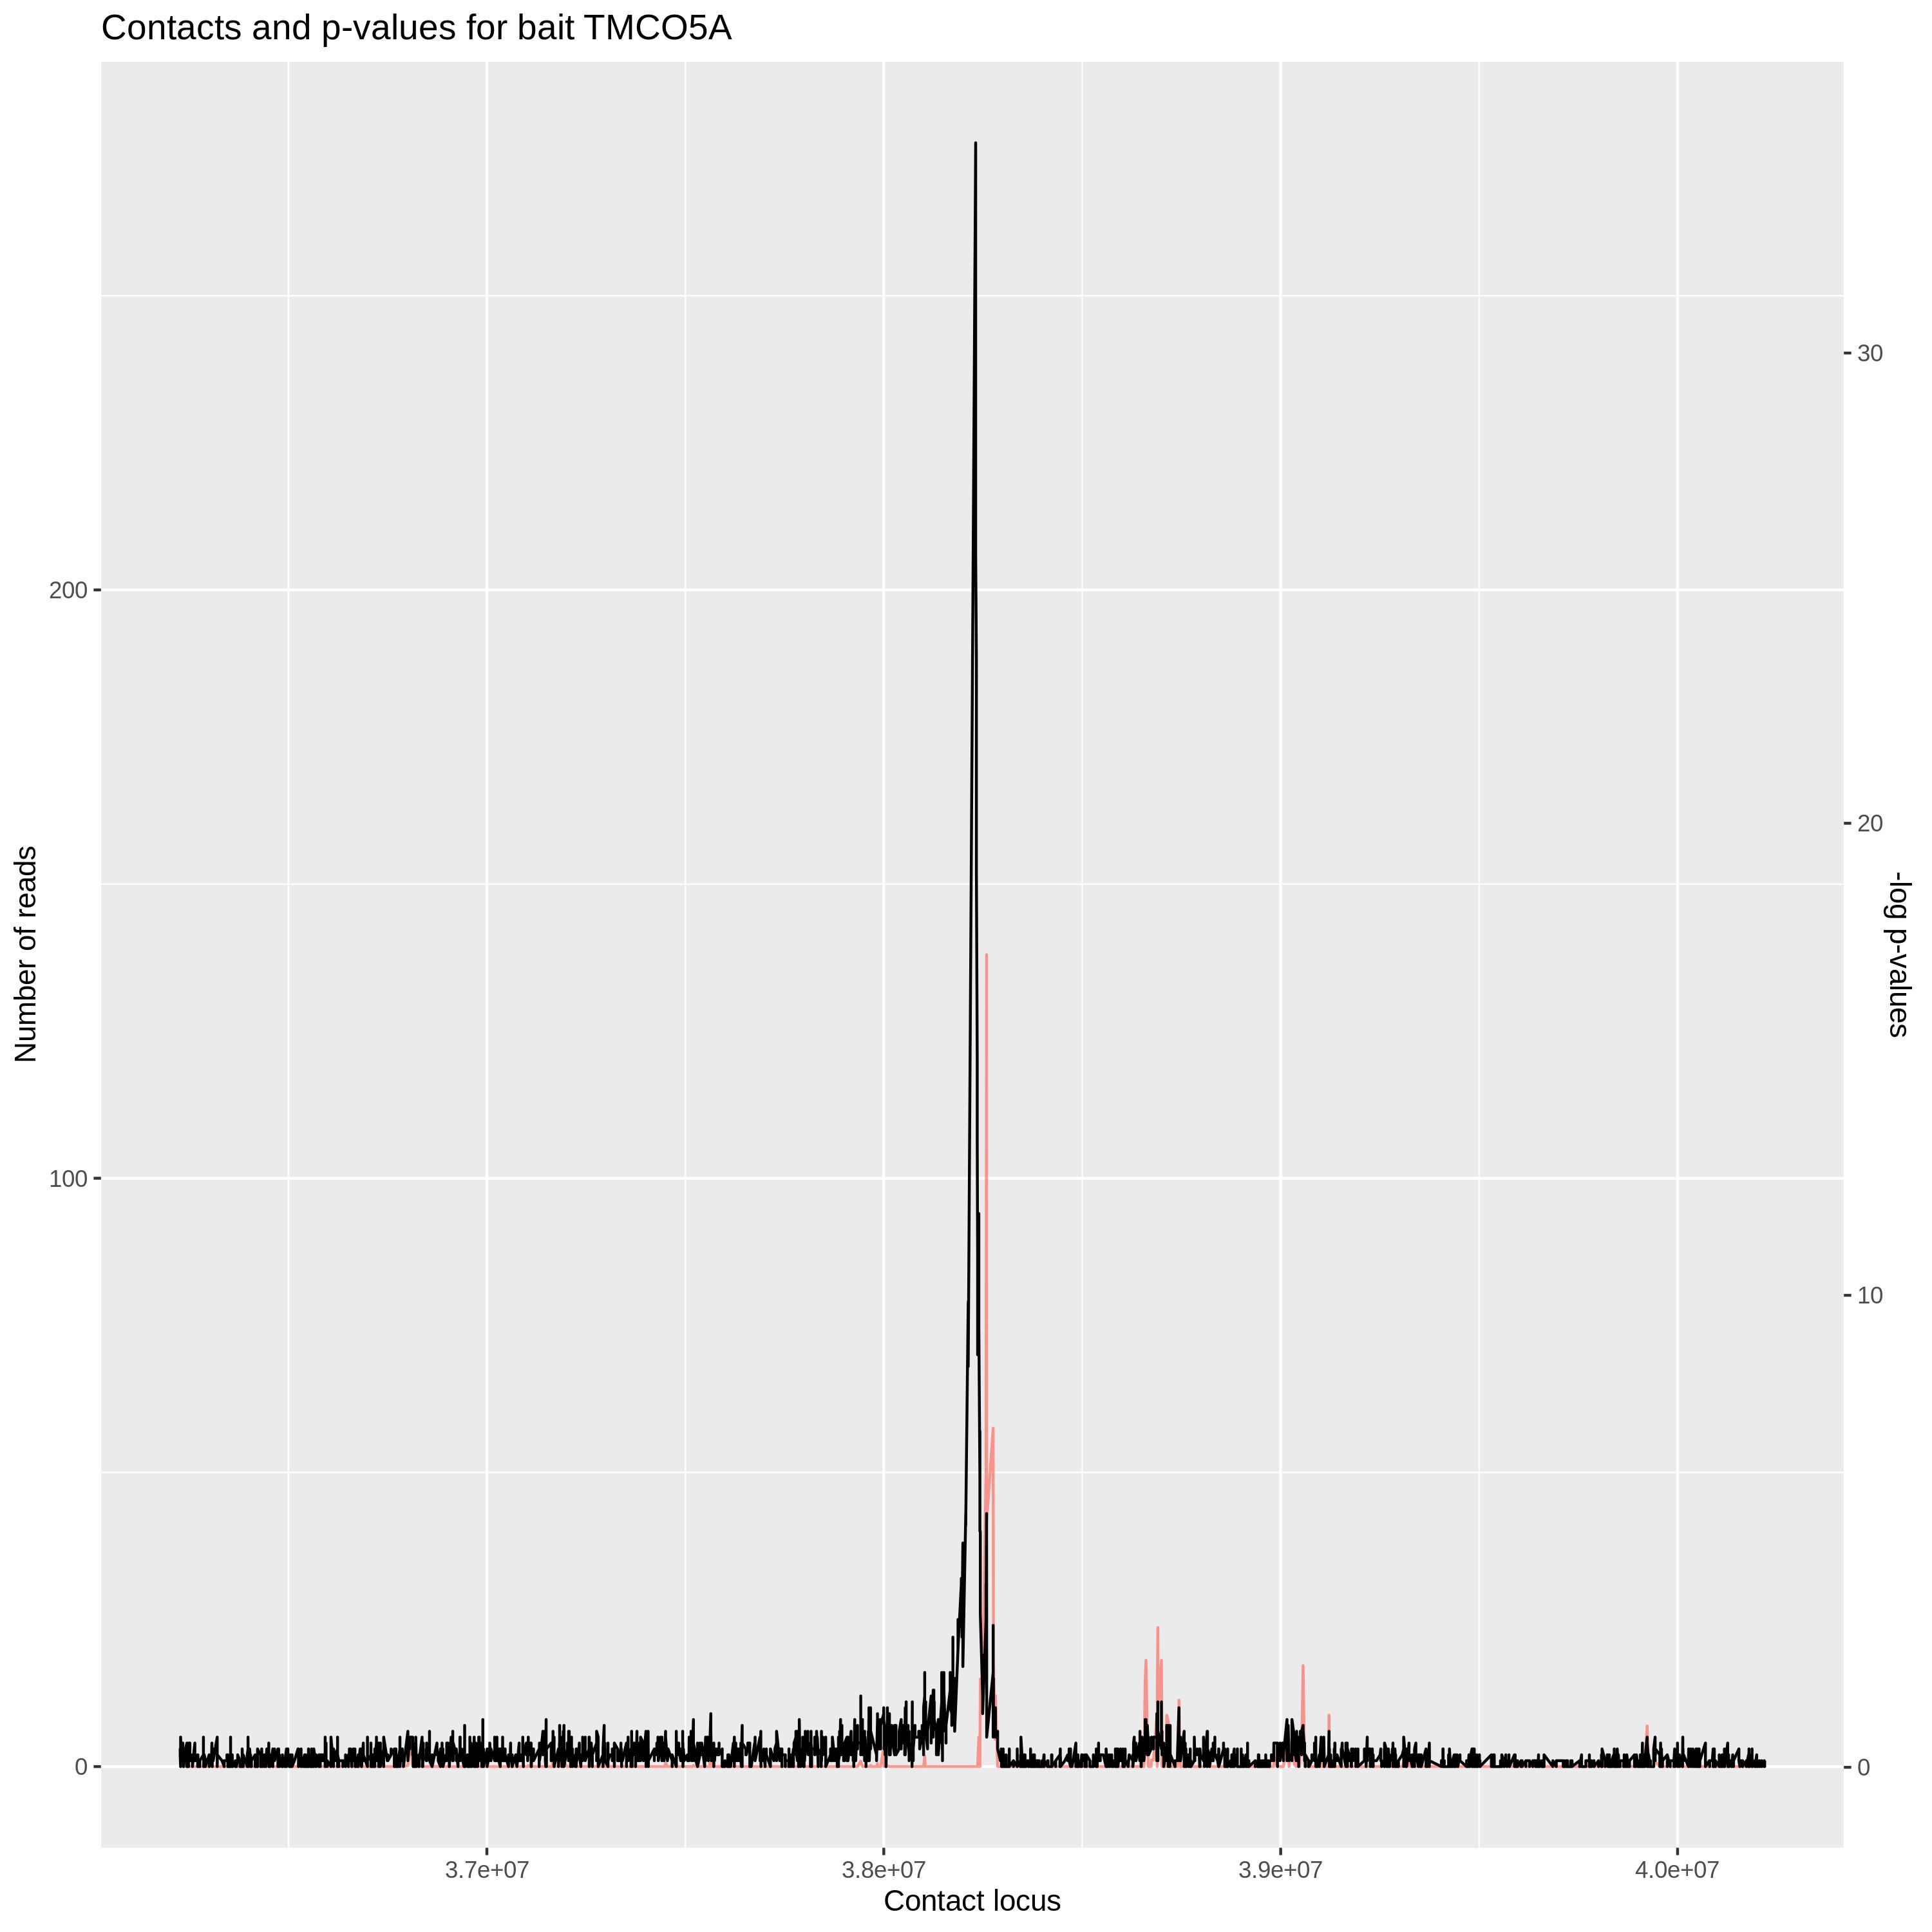 Contacts and p-values for bait TMCO5A
Number of reads
200
100
0
30
20
10
0
-log p-values
3.7e+07
3.8e+07
3.9e+07
4.0e+07
Contact locus